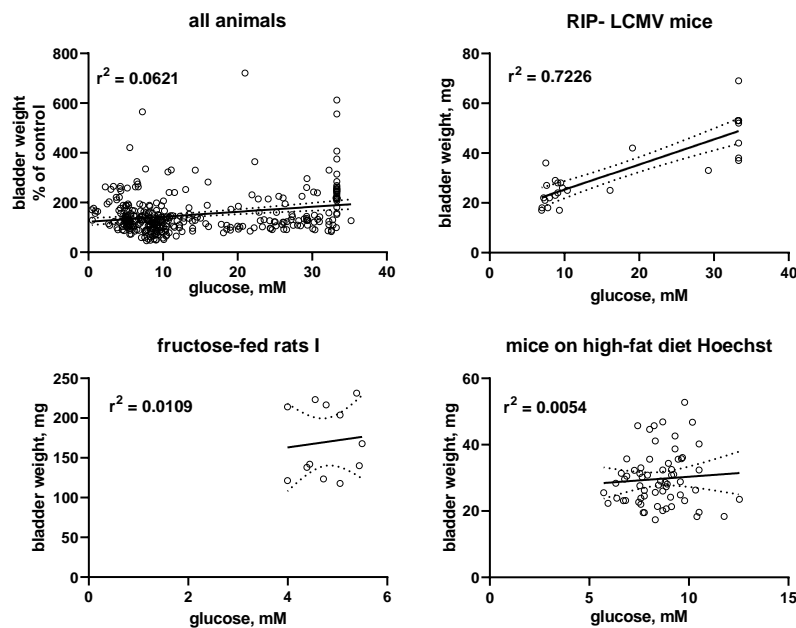 all animals
r² = 0.0621
bladder weight
% of control
800
600
400
200
0
0 10 20 30 40
glucose, mM
RIP- LCMV mice
r² = 0.7226
bladder weight, mg
80
60
40
20
0
0 10 20 30 40
glucose, mM
fructose-fed rats I
r² = 0.0109
bladder weight, mg
250
200
150
100
50
0
0 2 4 6
glucose, mM
mice on high-fat diet Hoechst
r² = 0.0054
bladder weight, mg
60
40
20
0
0 5 10 15
glucose, mM